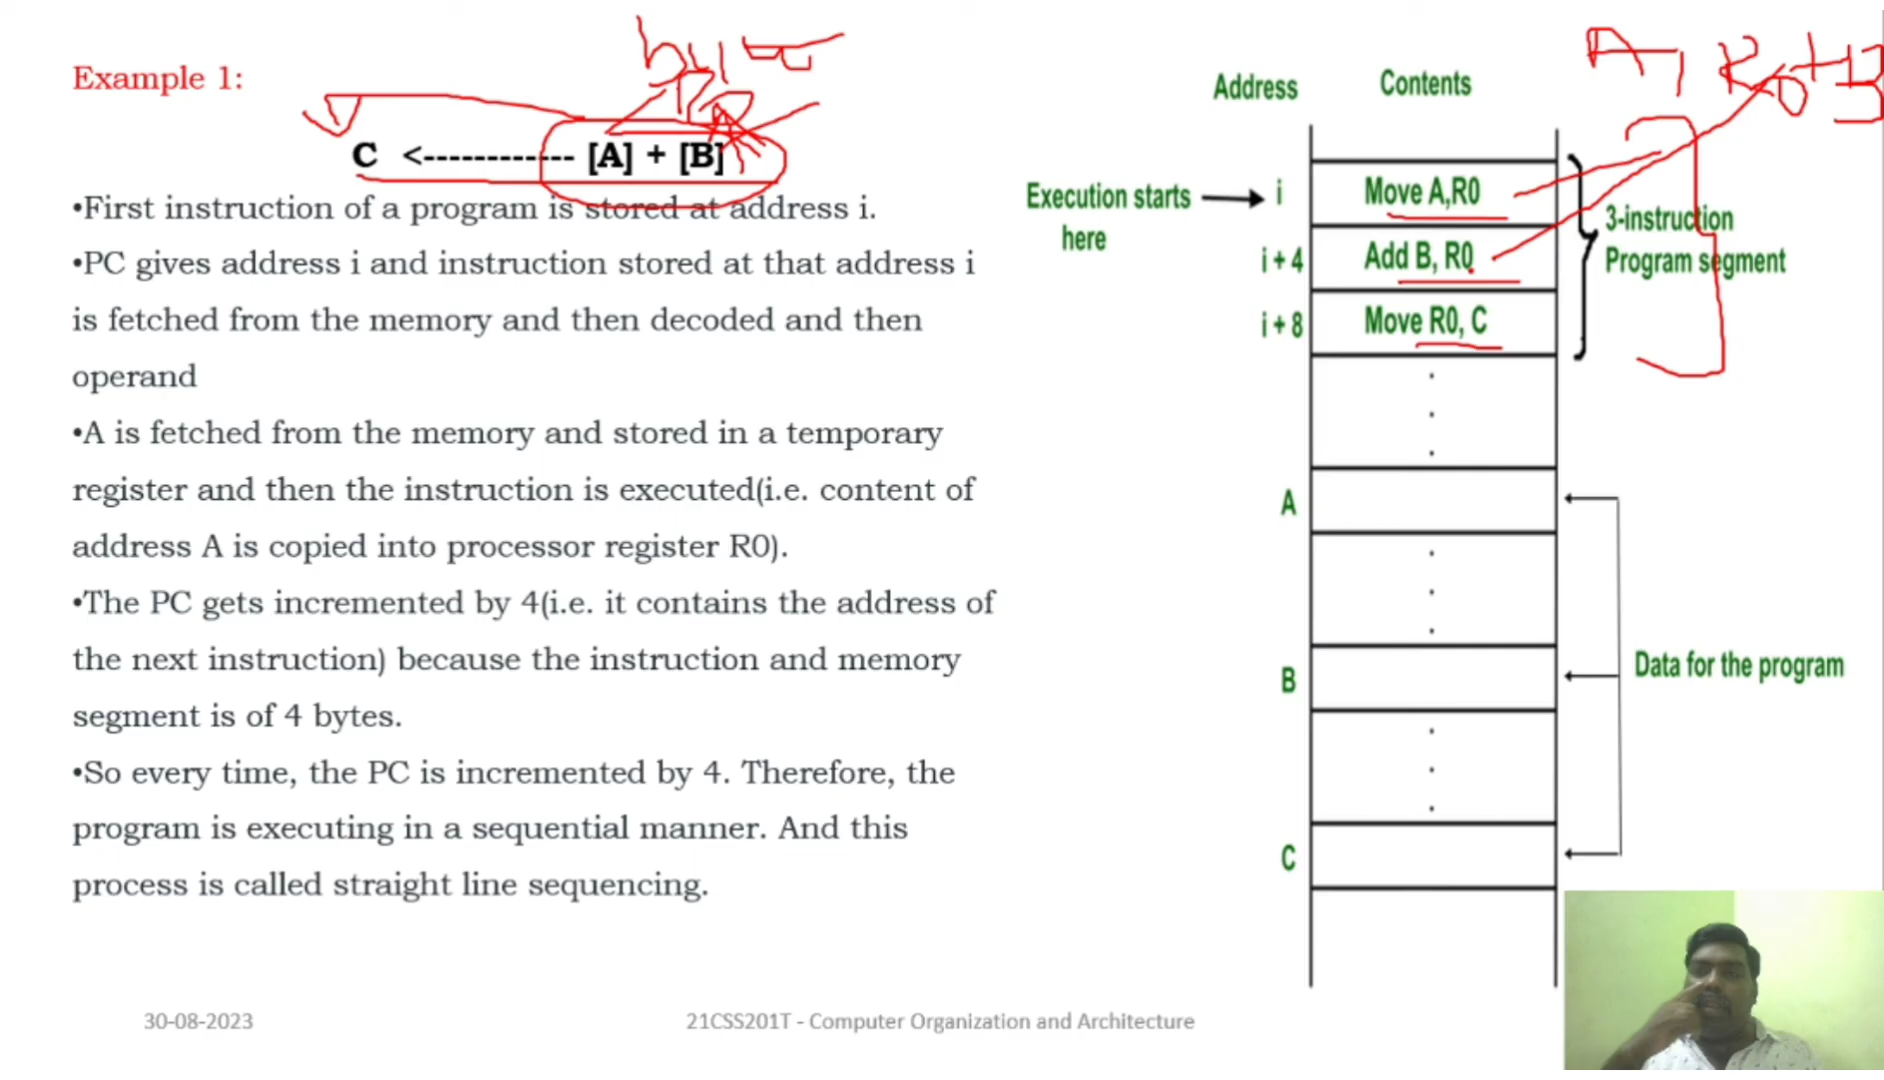 Example 1:
C <------------ [A] + [B]
•First instruction of a program is stored at address i.
•PC gives address i and instruction stored at that address i
is fetched from the memory and then decoded and then
operand
•A is fetched from the memory and stored in a temporary
register and then the instruction is executed(i.e. content of
address A is copied into processor register R0).
•The PC gets incremented by 4(i.e. it contains the address of
the next instruction) because the instruction and memory
segment is of 4 bytes.
•So every time, the PC is incremented by 4. Therefore, the
program is executing in a sequential manner. And this
process is called straight line sequencing.
Address Contents
Execution starts
here
i Move A,R0
i + 4 Add B, R0
i + 8 Move R0, C
3-instruction
Program segment
A
B
C
Data for the program
30-08-2023
21CSS201T - Computer Organization and Architecture